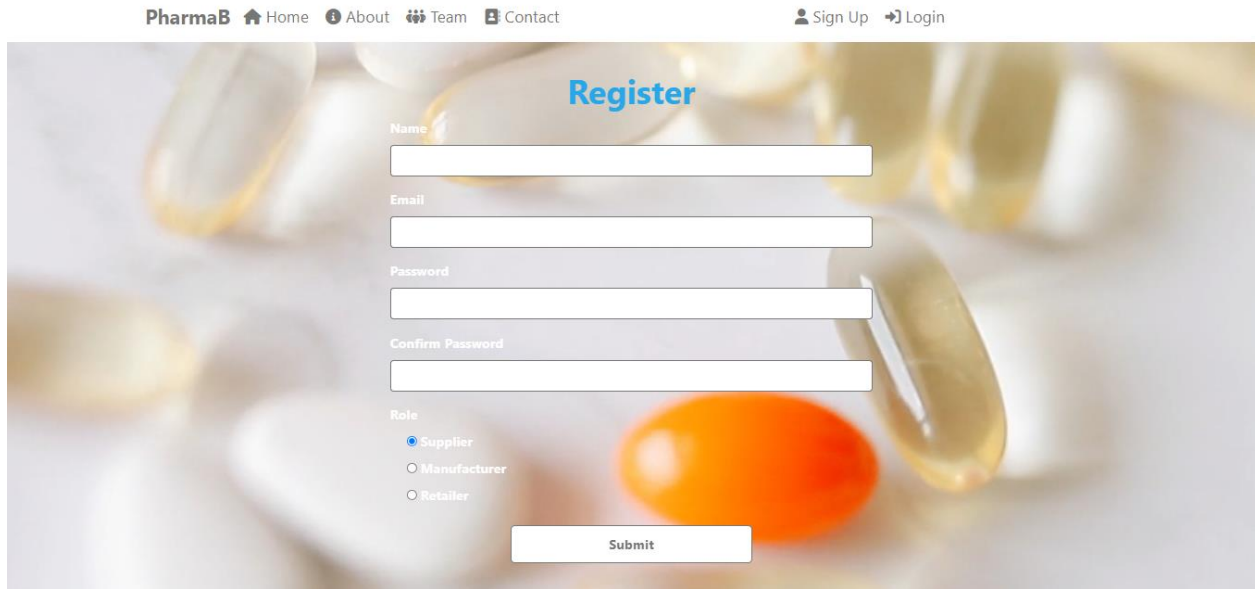 PharmaB Home About Team Contact Sign Up Login
Register
Name
Email
Password
Confirm Password
Role
Supplier
Manufacturer
Retailer
Submit